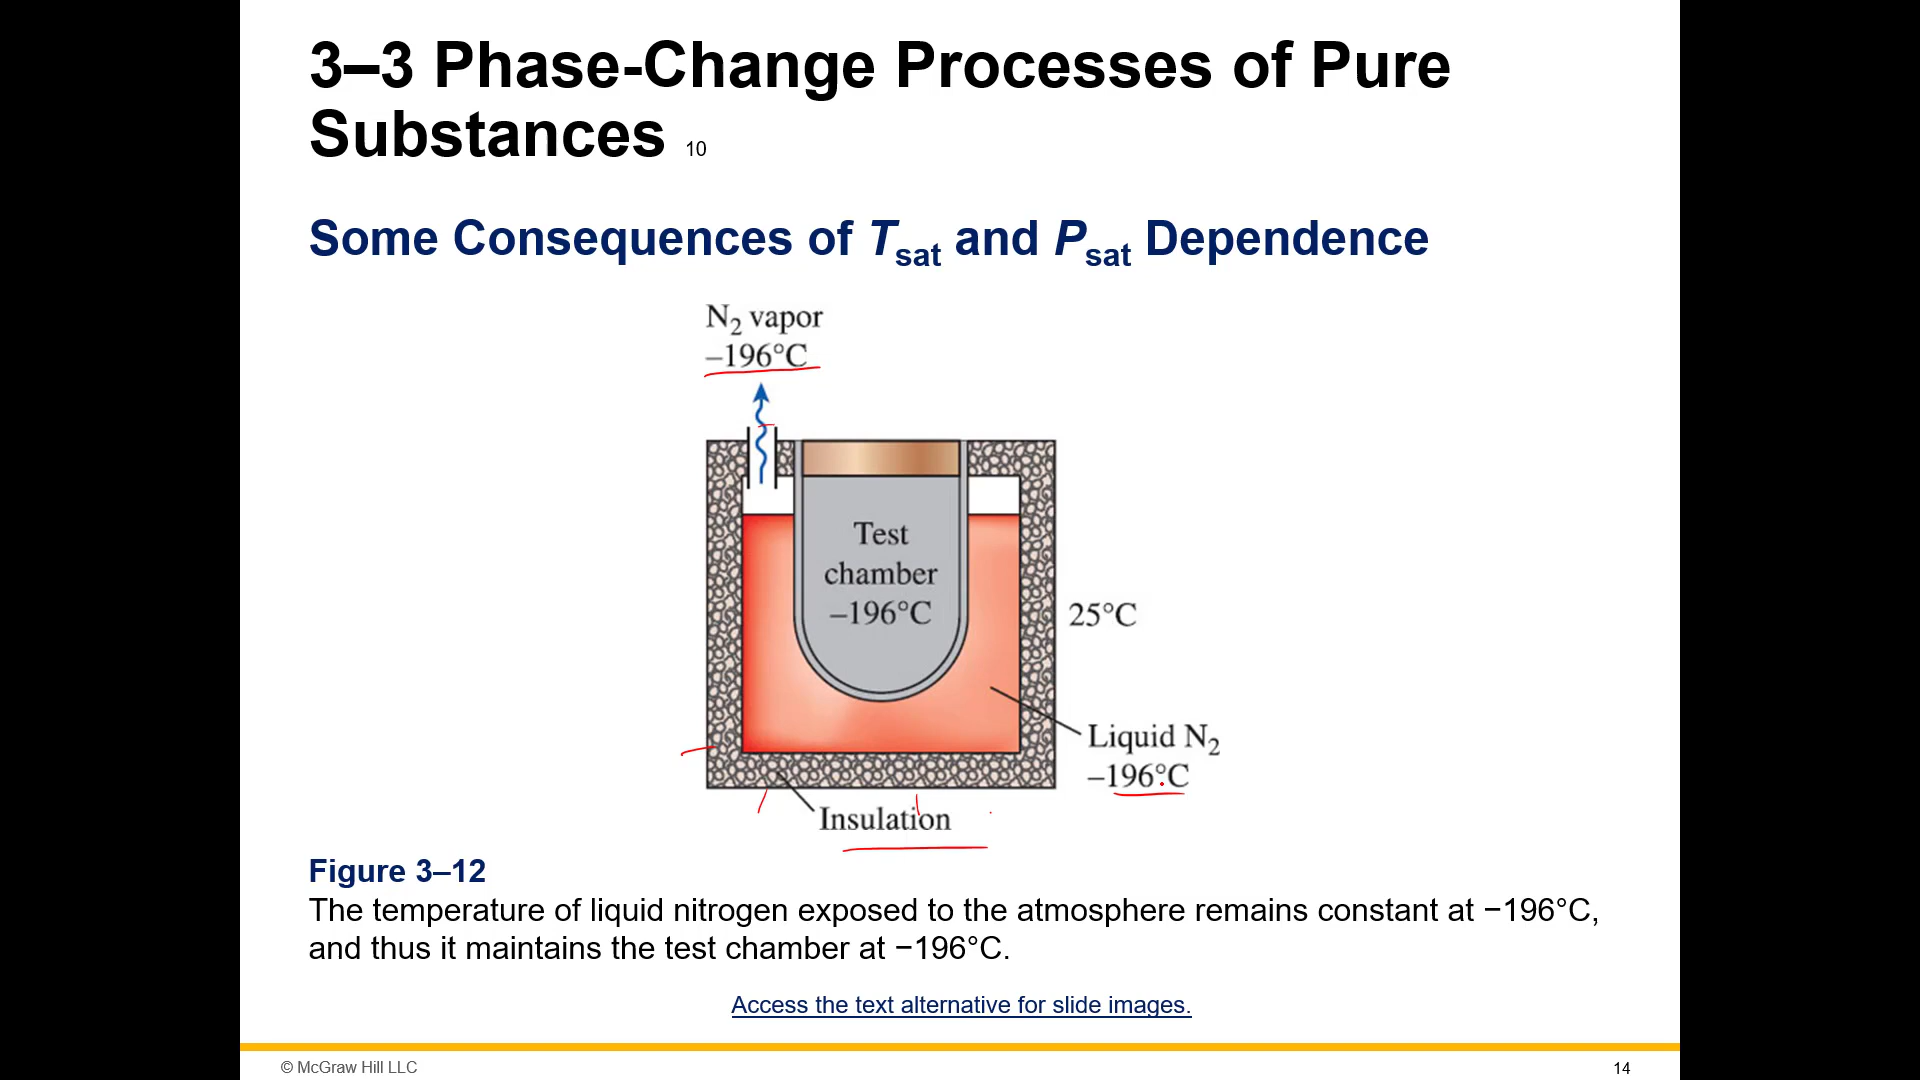 3–3 Phase-Change Processes of Pure
Substances 10
Some Consequences of Tsat and Psat Dependence
N2 vapor
–196°C
Test
chamber
–196°C
25°C
Liquid N2
–196°C
Insulation
Figure 3–12
The temperature of liquid nitrogen exposed to the atmosphere remains constant at −196°C,
and thus it maintains the test chamber at −196°C.
Access the text alternative for slide images.
© McGraw Hill LLC
14